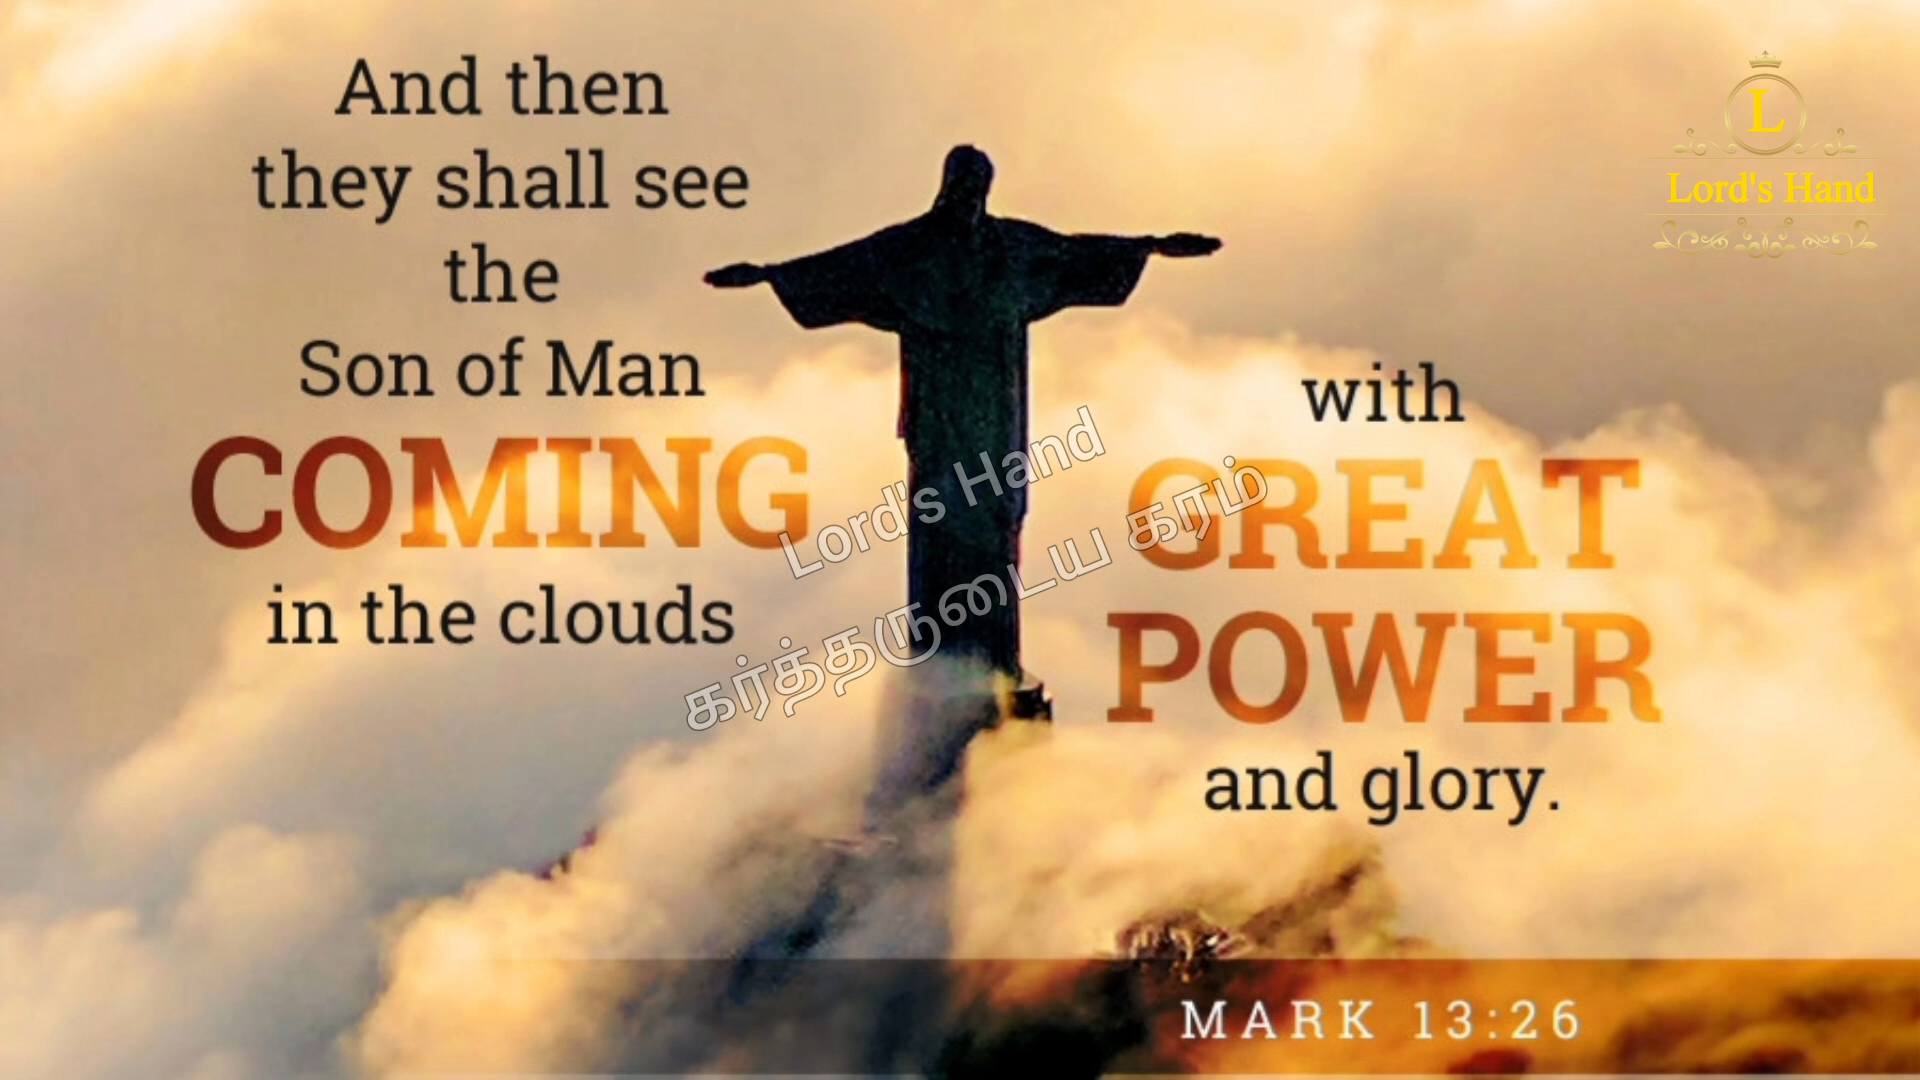 And then
they shall see
the
Son of Man
COMING
in the clouds
with
GREAT
POWER
and glory.
MARK 13:26
L
Lord's Hand
Lord's Hand
கர்த்தருடைய கரம்